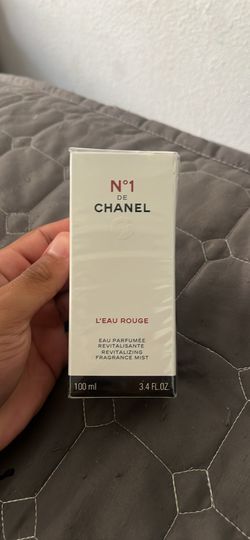 N°1
DE
CHANEL
L'EAU ROUGE
EAU PARFUMÉE
REVITALISANTE
REVITALIZING
FRAGRANCE MIST
100 ml 3.4 FL. OZ.